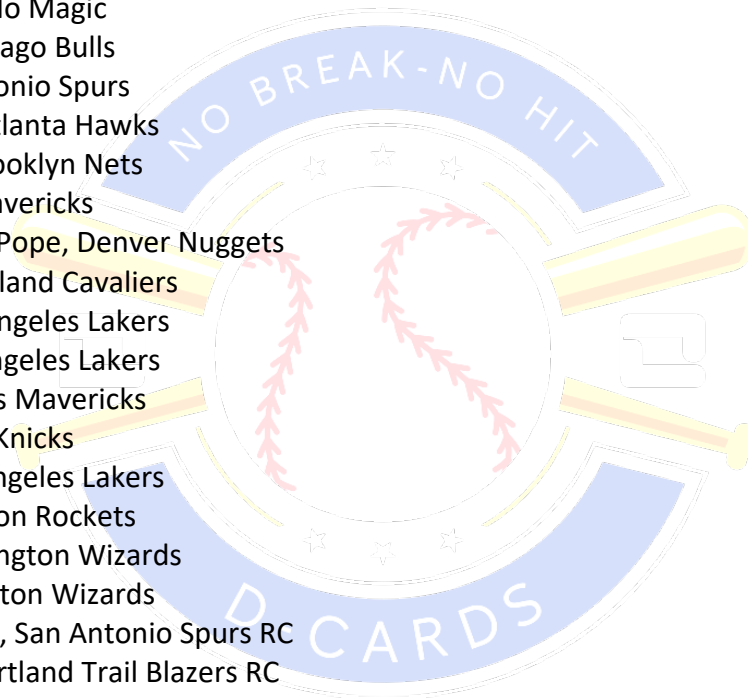 lo Magic
ago Bulls
onio Spurs
tlanta Hawks
ooklyn Nets
avericks
Pope, Denver Nuggets
land Cavaliers
ngeles Lakers
ngeles Lakers
s Mavericks
Knicks
ngeles Lakers
on Rockets
ngton Wizards
ton Wizards
, San Antonio Spurs RC
rtland Trail Blazers RC
NO BREAK-NO HIT
D CARDS